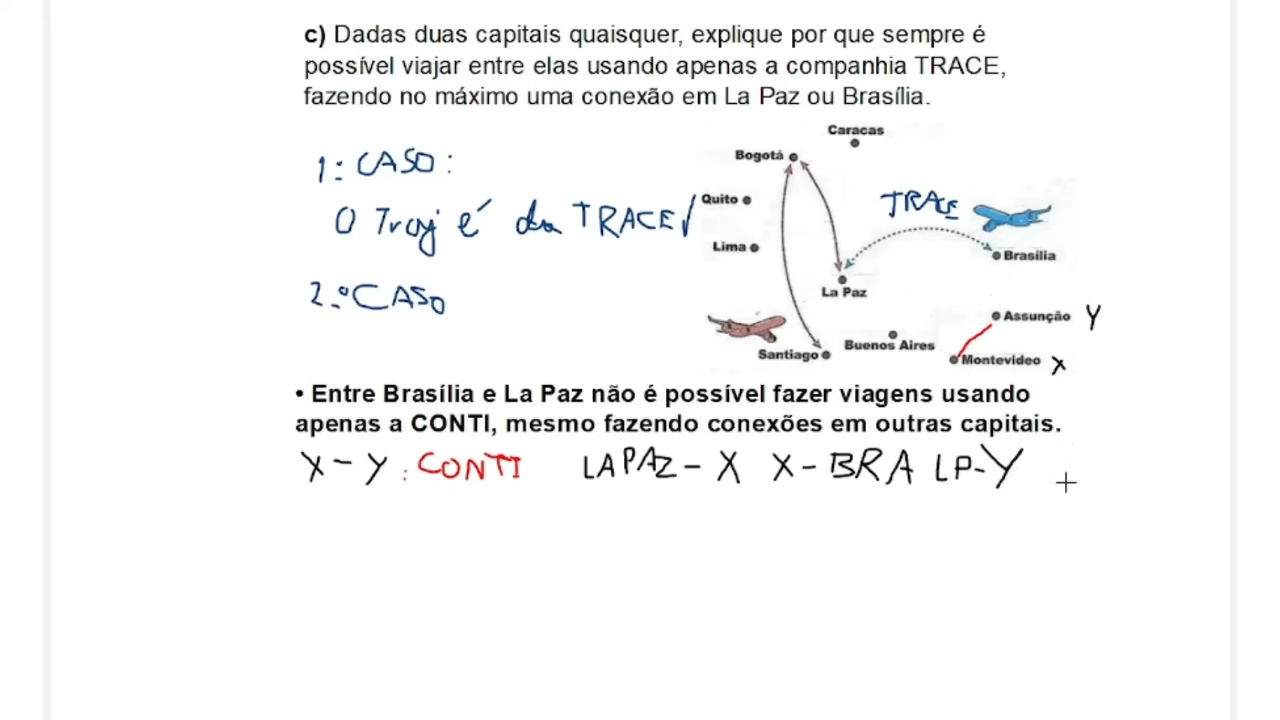 c) Dadas duas capitais quaisquer, explique por que sempre é
possível viajar entre elas usando apenas a companhia TRACE,
fazendo no máximo uma conexão em La Paz ou Brasília.
1: CASO:
O Traj é da TRACE
2.º CASO
Caracas
Bogotá
Quito
TRACE
Lima
Brasília
La Paz
Assunção Y
Buenos Aires
Santiago
Montevideo X
• Entre Brasília e La Paz não é possível fazer viagens usando
apenas a CONTI, mesmo fazendo conexões em outras capitais.
X - Y : CONTI LA PAZ - X X - BRA LP-Y